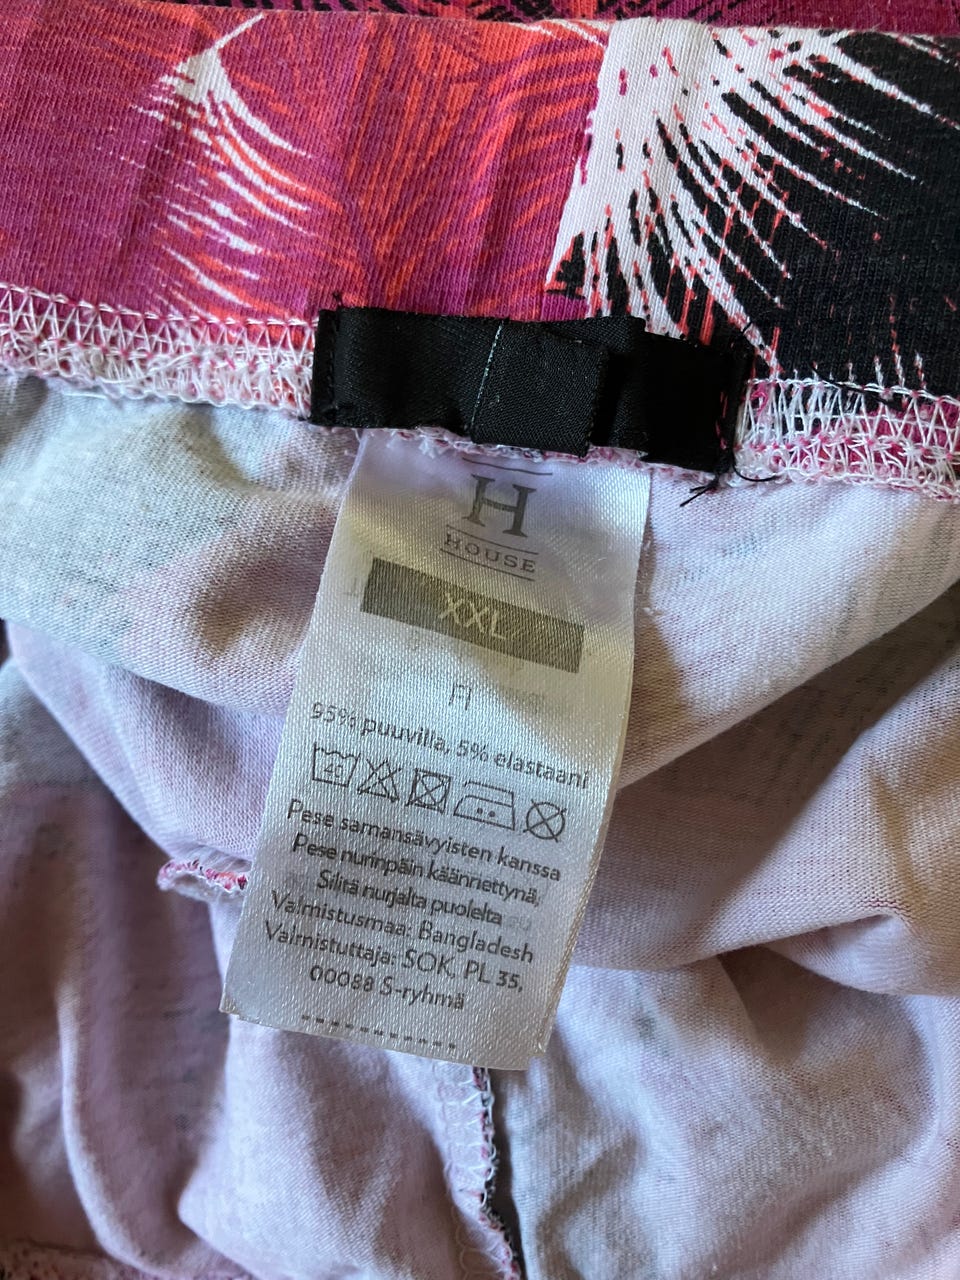 H
HOUSE
XXL
FI
95% puuvilla, 5% elastaani
Pese samansävyisten kanssa
Pese nurinpäin käännettynä,
Silitä nurjalta puolelta
Valmistusmaa: Bangladesh
Valmistuttaja: SOK, PL 35,
00088 S-ryhmä